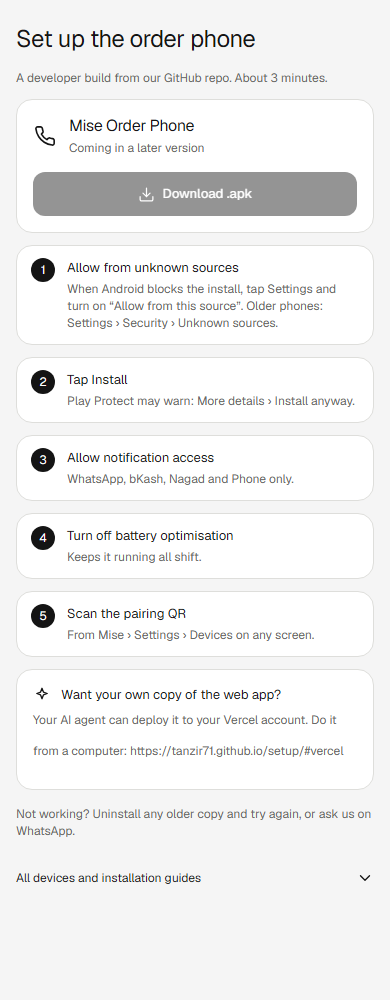 Set up the order phone
A developer build from our GitHub repo. About 3 minutes.
Mise Order Phone
Coming in a later version
Download .apk
1
Allow from unknown sources
When Android blocks the install, tap Settings and
turn on “Allow from this source”. Older phones:
Settings › Security › Unknown sources.
2
Tap Install
Play Protect may warn: More details › Install anyway.
3
Allow notification access
WhatsApp, bKash, Nagad and Phone only.
4
Turn off battery optimisation
Keeps it running all shift.
5
Scan the pairing QR
From Mise › Settings › Devices on any screen.
Want your own copy of the web app?
Your AI agent can deploy it to your Vercel account. Do it
from a computer: https://tanzir71.github.io/setup/#vercel
Not working? Uninstall any older copy and try again, or ask us on
WhatsApp.
All devices and installation guides